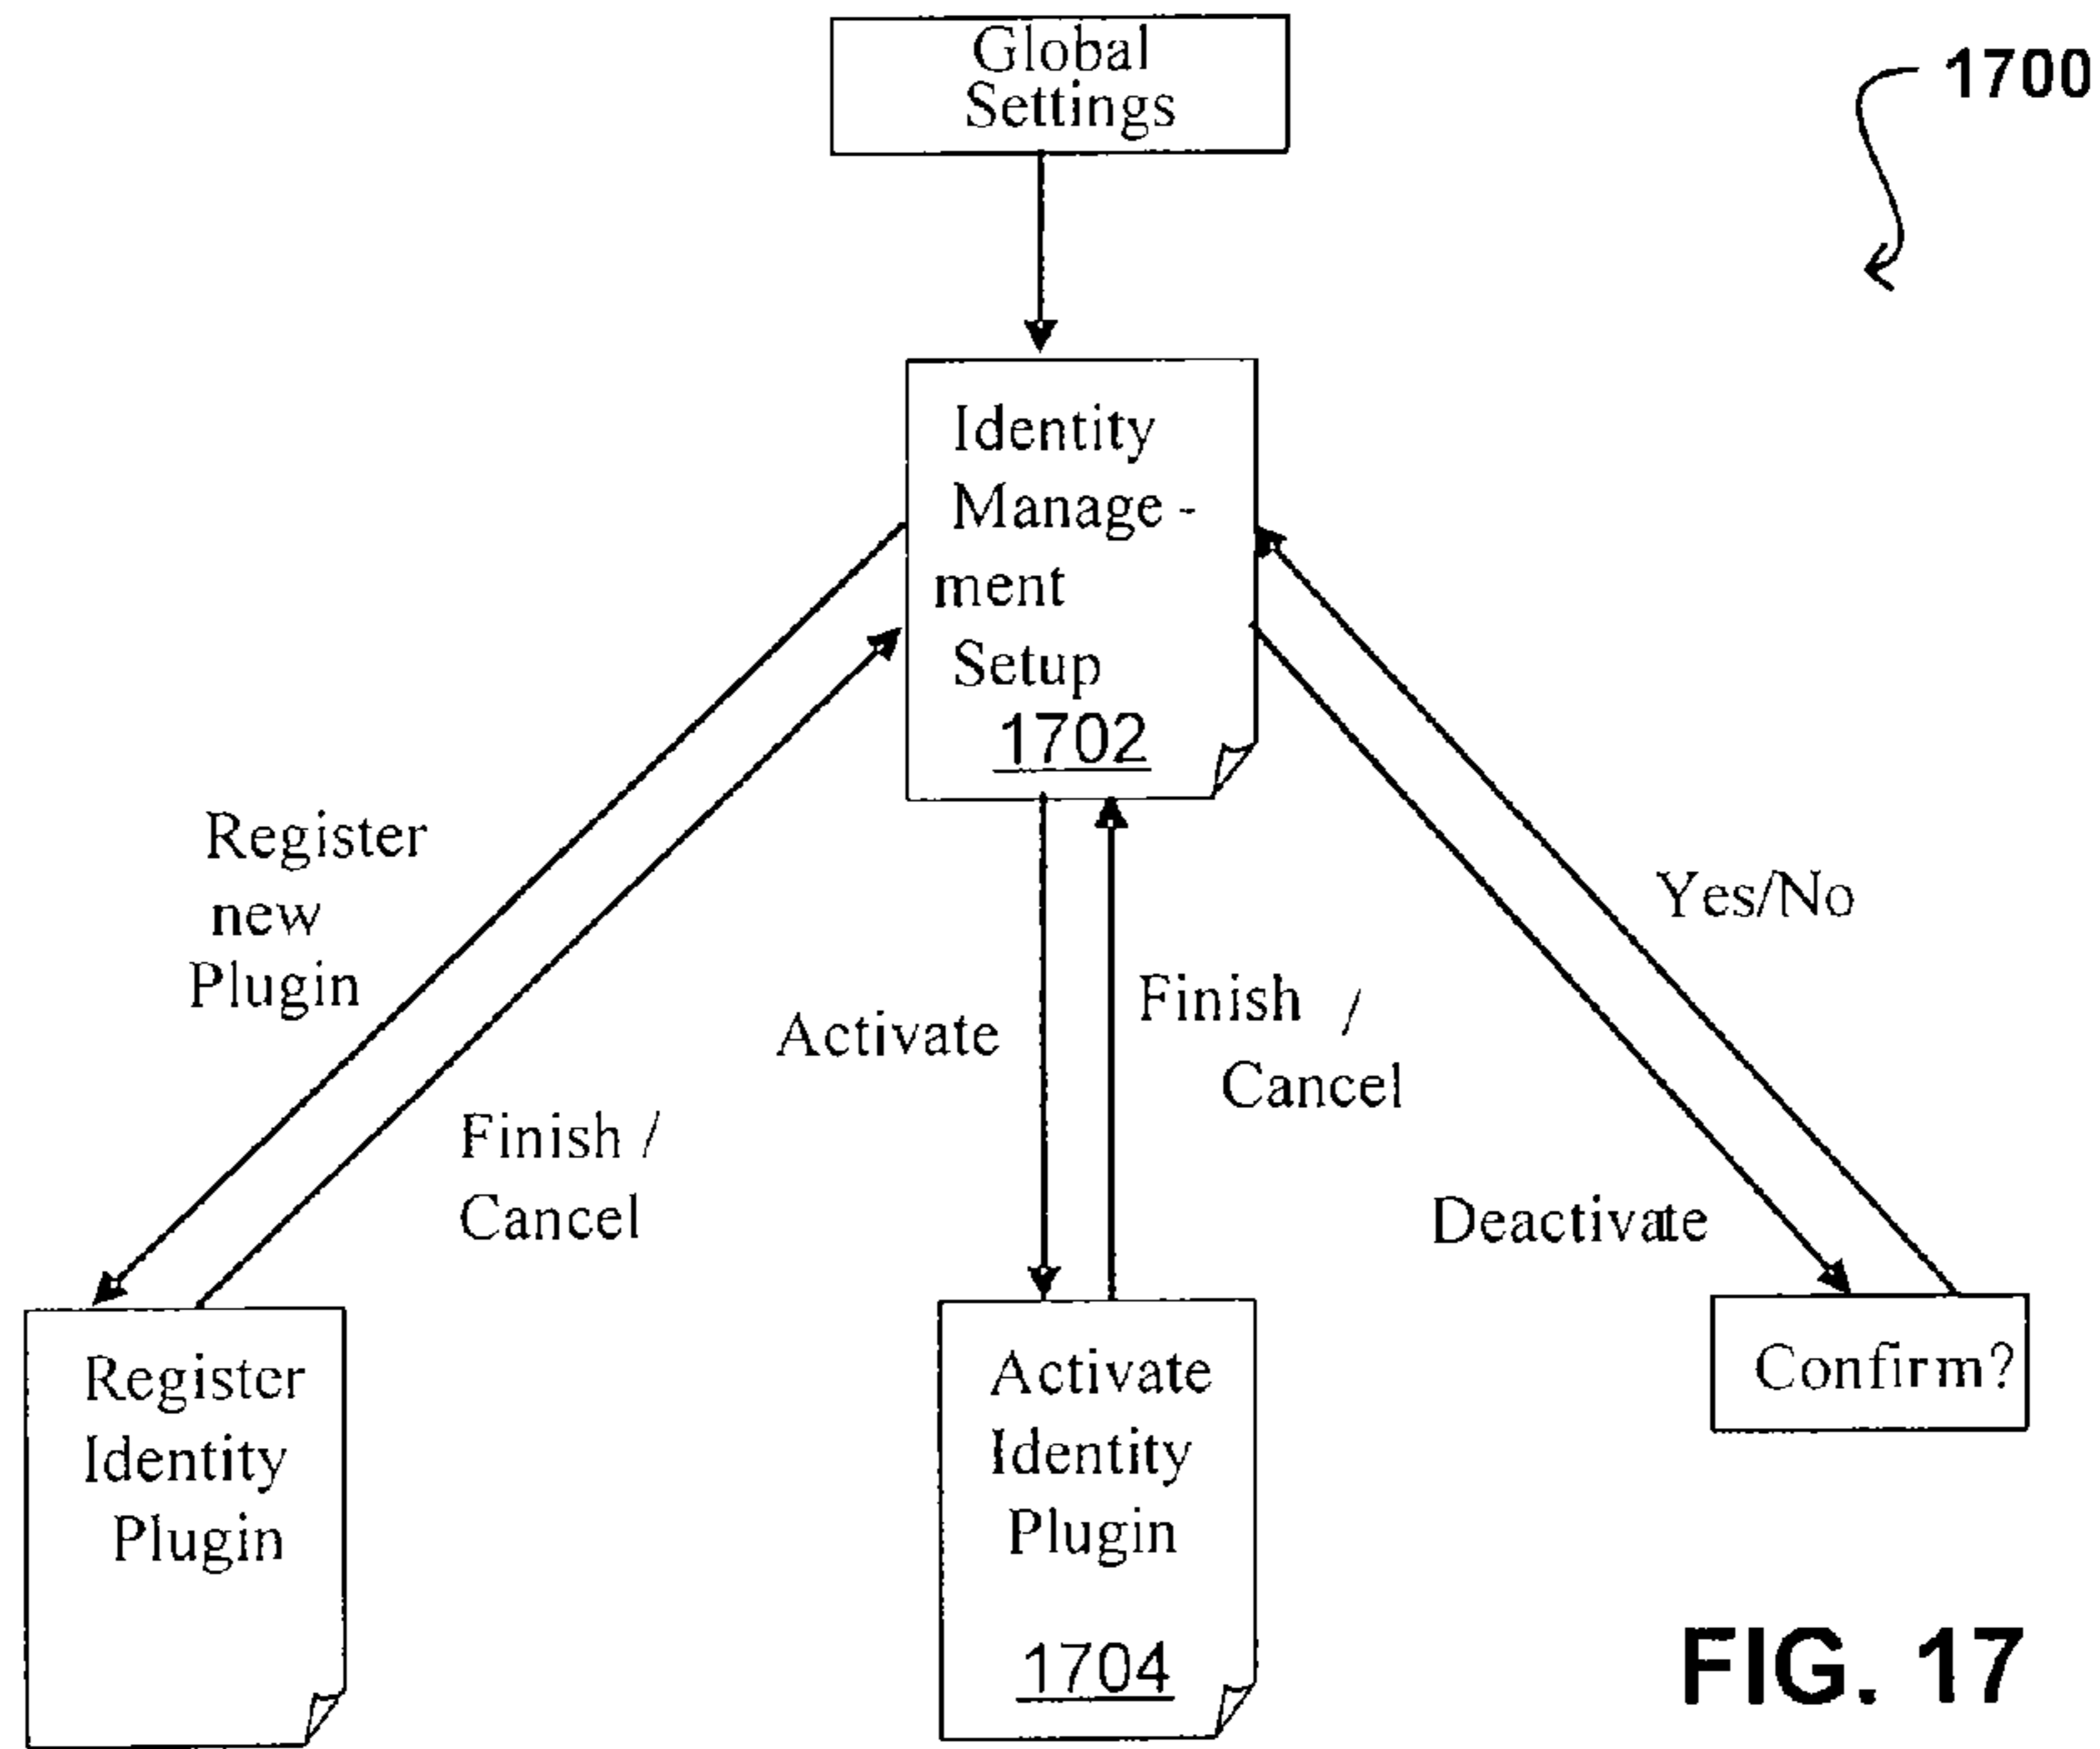 Global
Settings
1700
Identity
Manage -
ment
Setup
1702
Register
new
Plugin
Finish /
Cancel
Activate
Finish /
Cancel
Yes/No
Deactivate
Register
Identity
Plugin
Activate
Identity
Plugin
1704
Confirm?
FIG. 17